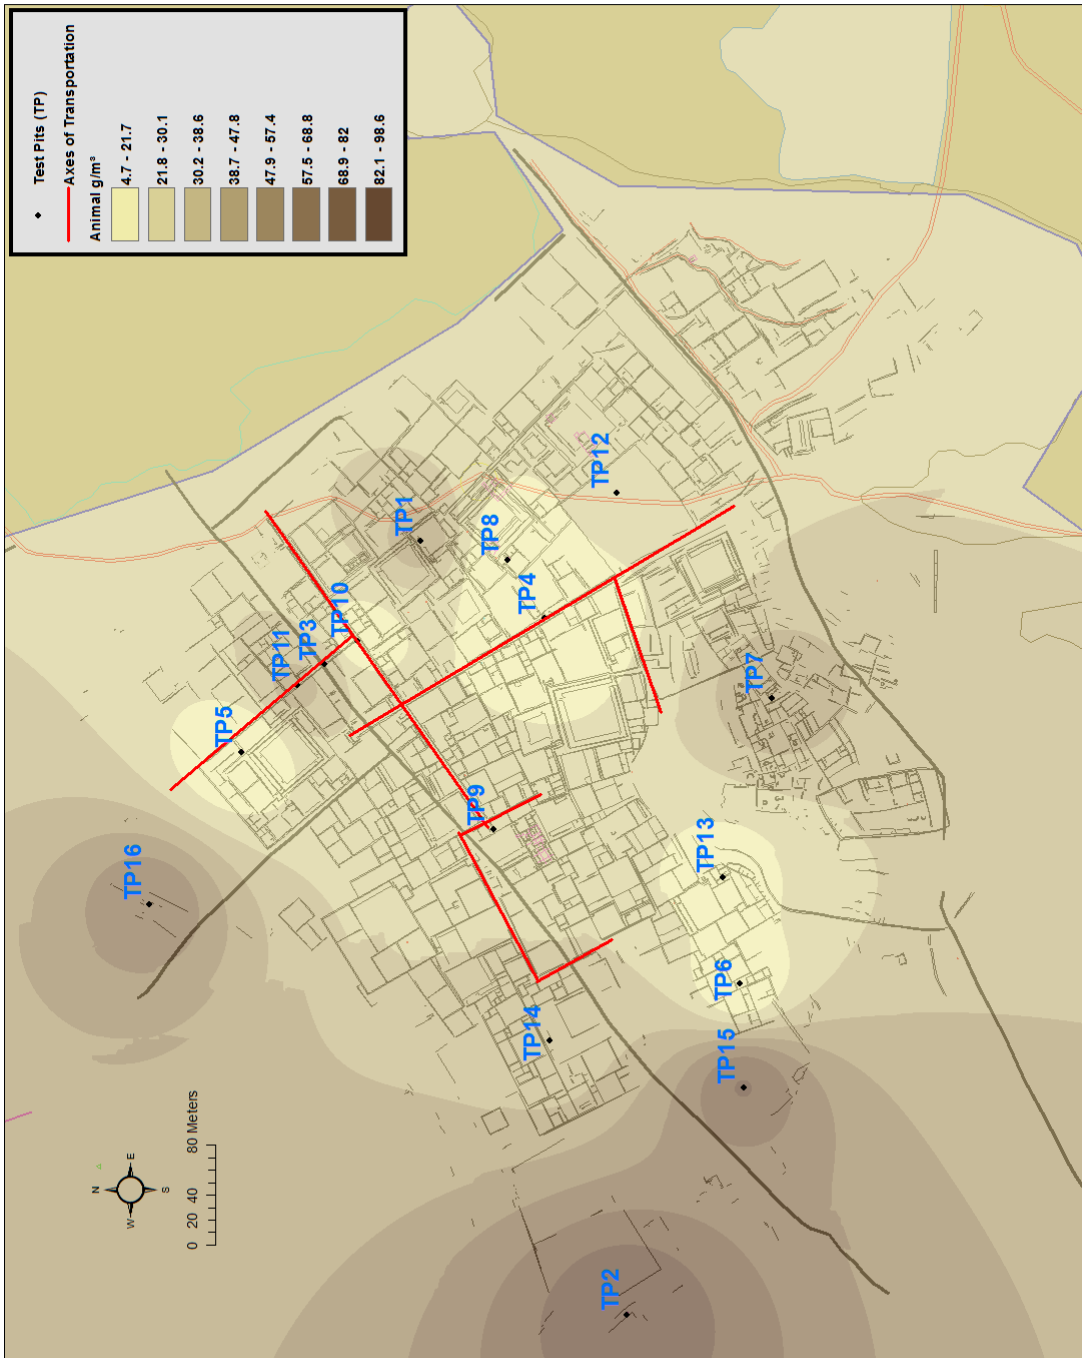 Test Pits (TP)
Axes of Transportation
Animal g/m³
4.7 - 21.7
21.8 - 30.1
30.2 - 38.6
38.7 - 47.8
47.9 - 57.4
57.5 - 68.8
68.9 - 82
82.1 - 98.6
TP1
TP12
TP8
TP4
TP10
TP3
TP11
TP5
TP7
TP9
TP13
TP16
TP6
TP14
TP15
TP2
N
W
E
S
0 20 40 80 Meters